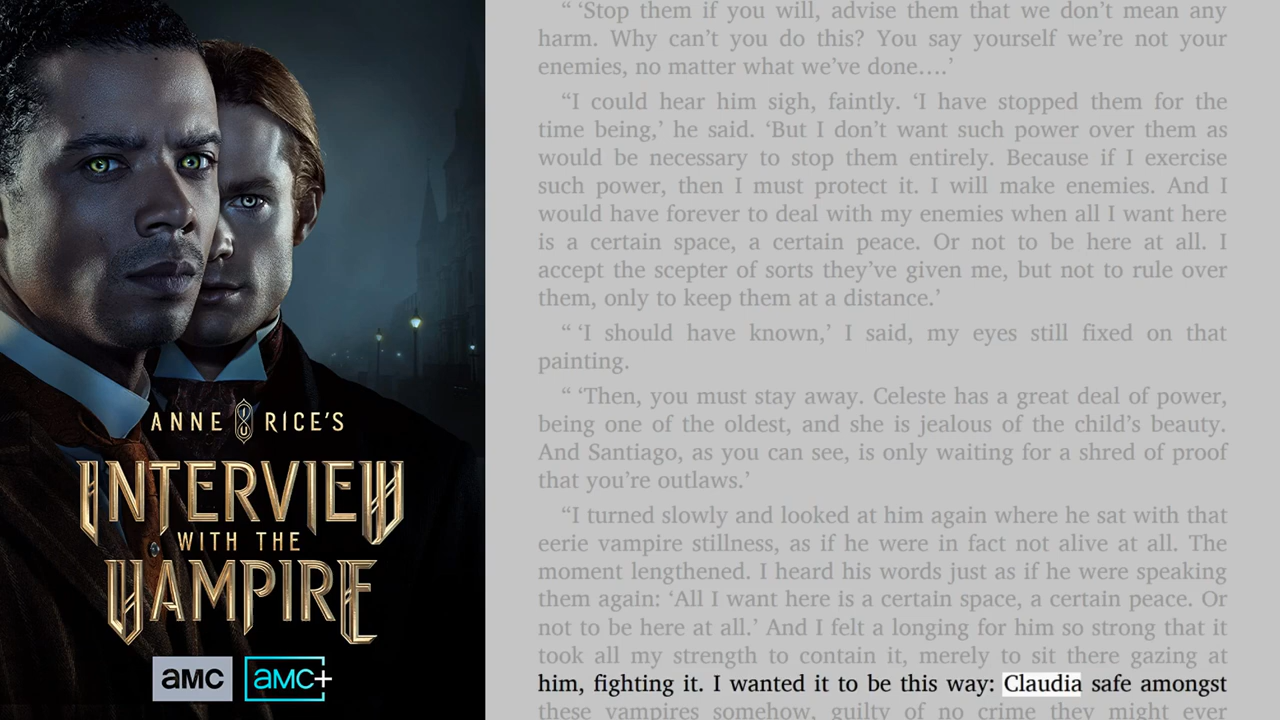 ANNE RICE'S
INTERVIEW
WITH THE
VAMPIRE
amc
amc+
“ ‘Stop them if you will, advise them that we don’t mean any
harm. Why can’t you do this? You say yourself we’re not your
enemies, no matter what we’ve done….’
“I could hear him sigh, faintly. ‘I have stopped them for the
time being,’ he said. ‘But I don’t want such power over them as
would be necessary to stop them entirely. Because if I exercise
such power, then I must protect it. I will make enemies. And I
would have forever to deal with my enemies when all I want here
is a certain space, a certain peace. Or not to be here at all. I
accept the scepter of sorts they’ve given me, but not to rule over
them, only to keep them at a distance.’
“ ‘I should have known,’ I said, my eyes still fixed on that
painting.
“ ‘Then, you must stay away. Celeste has a great deal of power,
being one of the oldest, and she is jealous of the child’s beauty.
And Santiago, as you can see, is only waiting for a shred of proof
that you’re outlaws.’
“I turned slowly and looked at him again where he sat with that
eerie vampire stillness, as if he were in fact not alive at all. The
moment lengthened. I heard his words just as if he were speaking
them again: ‘All I want here is a certain space, a certain peace. Or
not to be here at all.’ And I felt a longing for him so strong that it
took all my strength to contain it, merely to sit there gazing at
him, fighting it. I wanted it to be this way: Claudia safe amongst
these vampires somehow, guilty of no crime they might ever